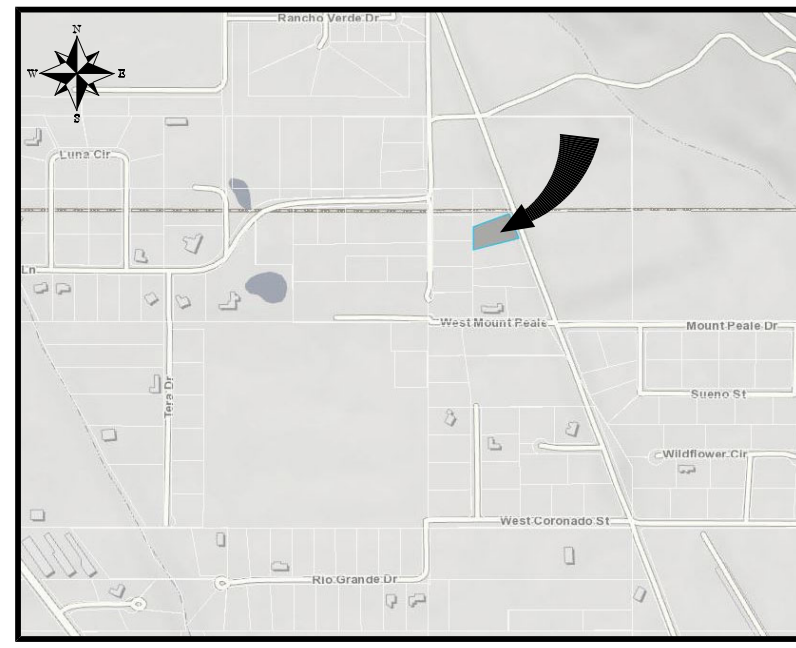 Rancho Verde Dr
N
W E
S
Luna Cir
Ln
West Mount Peale
Mount Peale Dr
Tera Dr
Sueno St
Wildflower Cir
West Coronado St
Rio Grande Dr